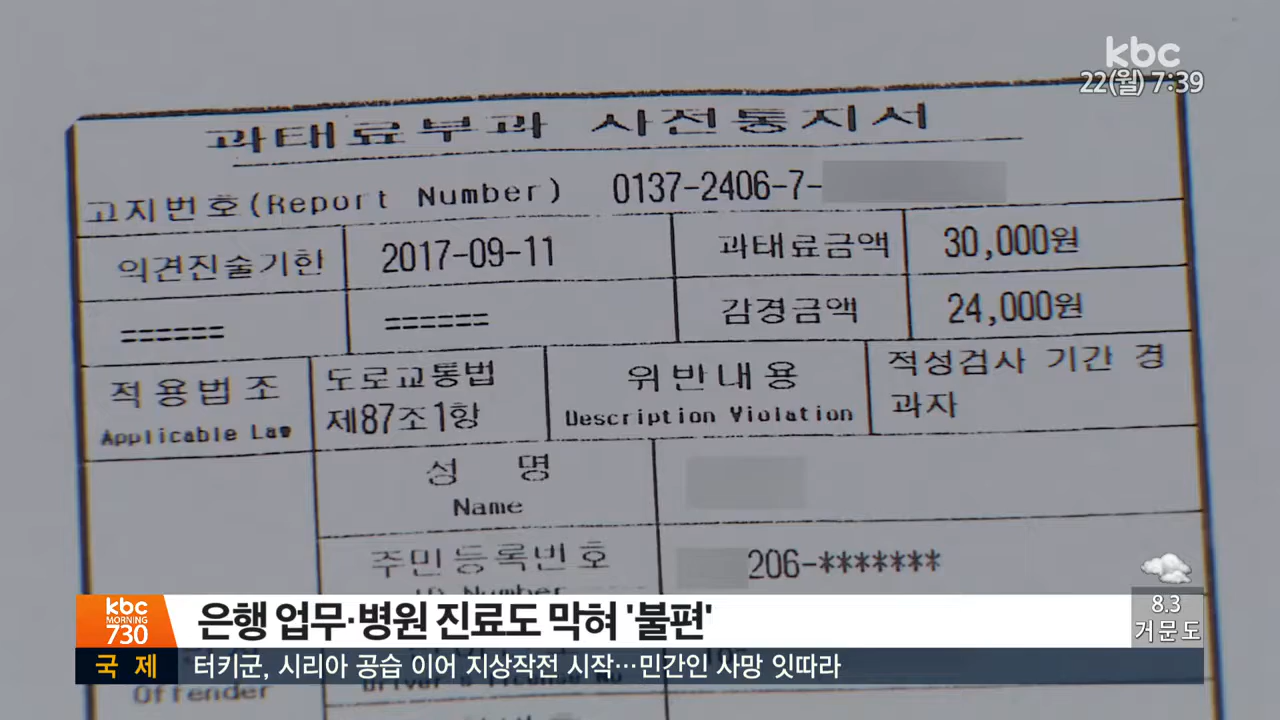 kbc
22(월) 7:39
과태료부과 사전통지서
고지번호(Report Number) 0137-2406-7-
의견진술기한 2017-09-11 과태료금액 30,000원
====== ====== 감경금액 24,000원
적용법조 도로교통법 위반내용 적성검사 기간 경
Applicable Law 제87조1항 Description Violation 과자
성 명
Name
주민등록번호 206-*******
ID Number
8.3
거문도
kbc
MORNING
730
은행 업무·병원 진료도 막혀 '불편'
국 제 터키군, 시리아 공습 이어 지상작전 시작…민간인 사망 잇따라
Offender